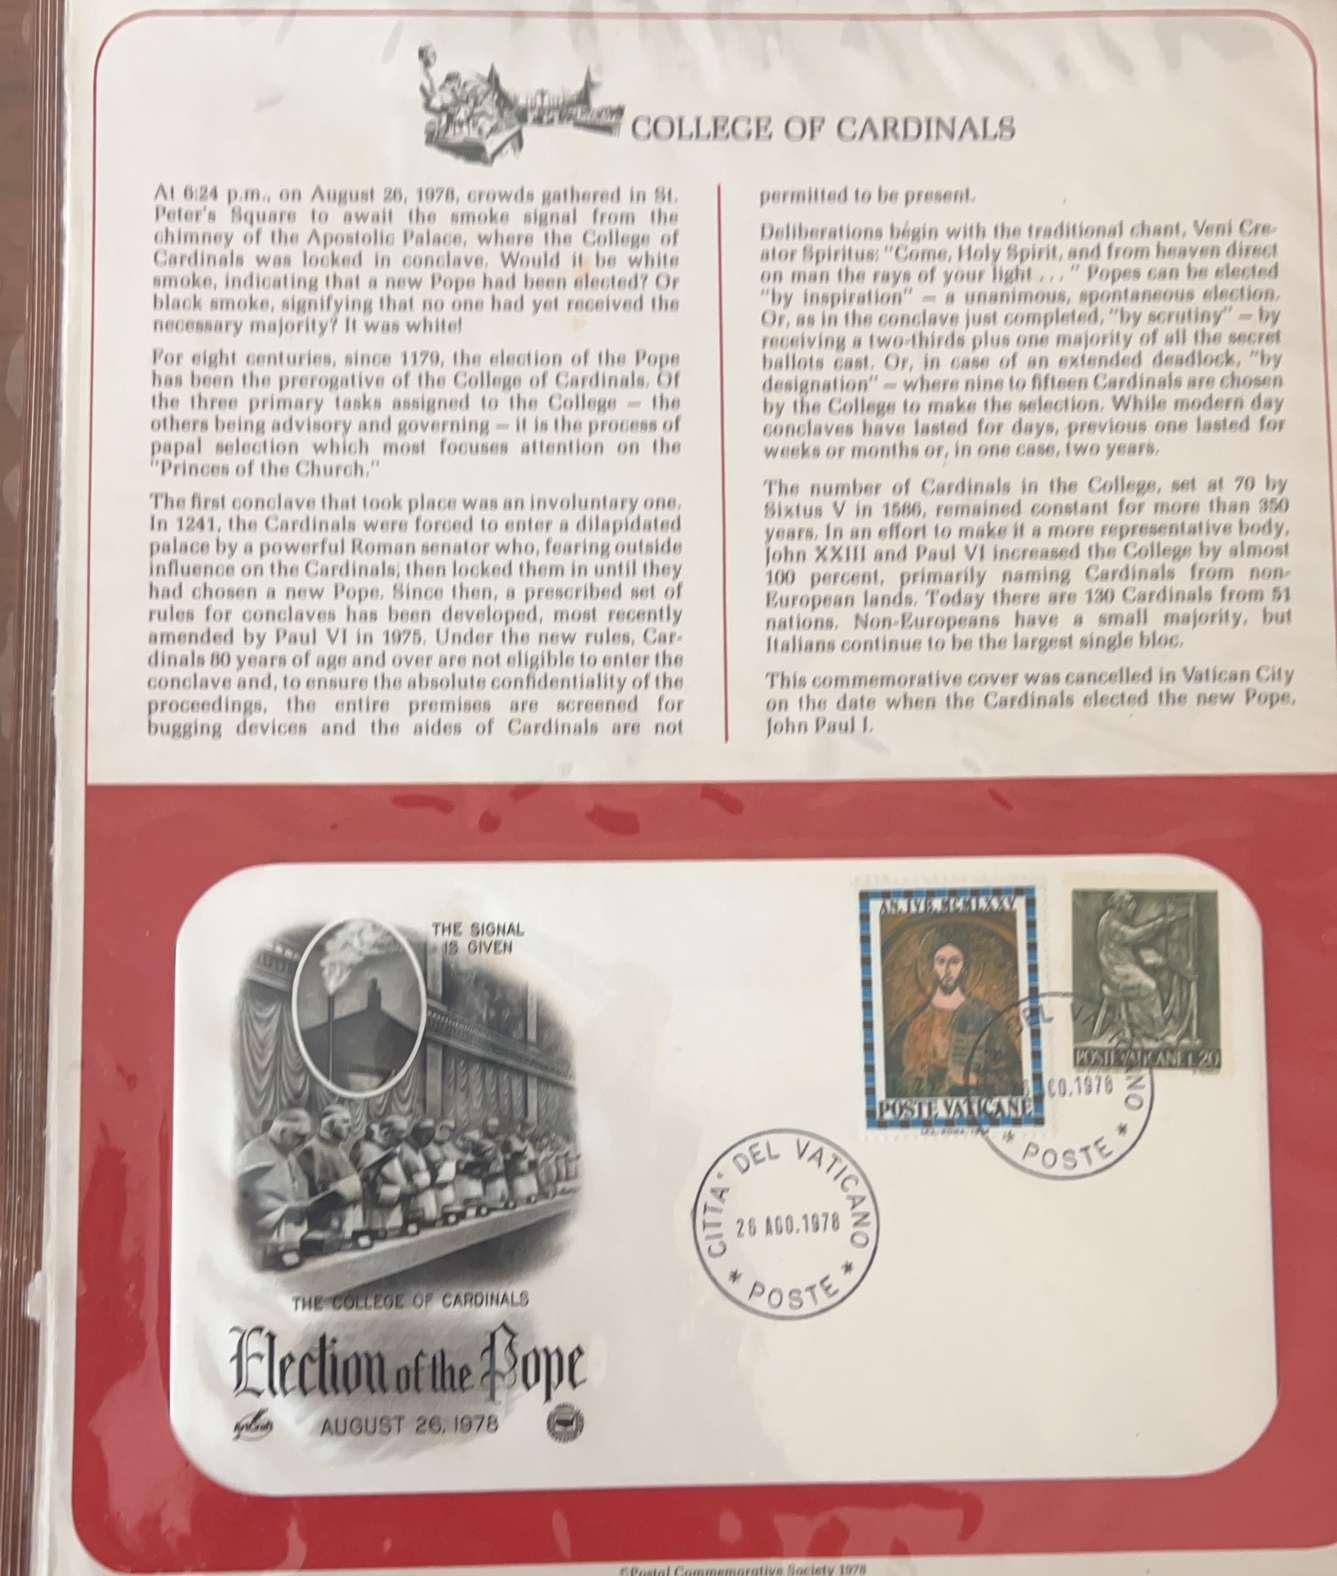 COLLEGE OF CARDINALS
At 6:24 p.m., on August 26, 1978, crowds gathered in St.
Peter's Square to await the smoke signal from the
chimney of the Apostolic Palace, where the College of
Cardinals was locked in conclave. Would it be white
smoke, indicating that a new Pope had been elected? Or
black smoke, signifying that no one had yet received the
necessary majority? It was white!
For eight centuries, since 1179, the election of the Pope
has been the prerogative of the College of Cardinals. Of
the three primary tasks assigned to the College — the
others being advisory and governing — it is the process of
papal selection which most focuses attention on the
"Princes of the Church."
The first conclave that took place was an involuntary one.
In 1241, the Cardinals were forced to enter a dilapidated
palace by a powerful Roman senator who, fearing outside
influence on the Cardinals, then locked them in until they
had chosen a new Pope. Since then, a prescribed set of
rules for conclaves has been developed, most recently
amended by Paul VI in 1975. Under the new rules, Car-
dinals 80 years of age and over are not eligible to enter the
conclave and, to ensure the absolute confidentiality of the
proceedings, the entire premises are screened for
bugging devices and the aides of Cardinals are not
permitted to be present.
Deliberations begin with the traditional chant, Veni Cre-
ator Spiritus: "Come, Holy Spirit, and from heaven direct
on man the rays of your light . . . " Popes can be elected
"by inspiration" — a unanimous, spontaneous election.
Or, as in the conclave just completed, "by scrutiny" — by
receiving a two-thirds plus one majority of all the secret
ballots cast. Or, in case of an extended deadlock, "by
designation" — where nine to fifteen Cardinals are chosen
by the College to make the selection. While modern day
conclaves have lasted for days, previous one lasted for
weeks or months or, in one case, two years.
The number of Cardinals in the College, set at 70 by
Sixtus V in 1586, remained constant for more than 350
years. In an effort to make it a more representative body,
John XXIII and Paul VI increased the College by almost
100 percent, primarily naming Cardinals from non-
European lands. Today there are 130 Cardinals from 51
nations. Non-Europeans have a small majority, but
Italians continue to be the largest single bloc.
This commemorative cover was cancelled in Vatican City
on the date when the Cardinals elected the new Pope,
John Paul I.
THE SIGNAL
IS GIVEN
AN. IVB. MCMLXXV
POSTE VATICANE
POSTE VATICANE L.20
DEL VATICANO
AGO.1978
* POSTE *
CITTA' DEL VATICANO
26 AGO.1978
* POSTE *
THE COLLEGE OF CARDINALS
Election of the Pope
AUGUST 26, 1978
©Postal Commemorative Society 1978